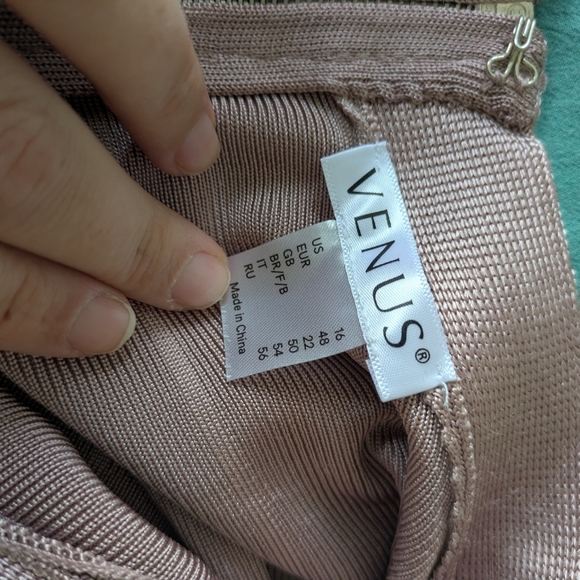 VENUS®
US 16
EUR 48
GB 22
BR/F/B 50
IT 54
RU 56
Made in China